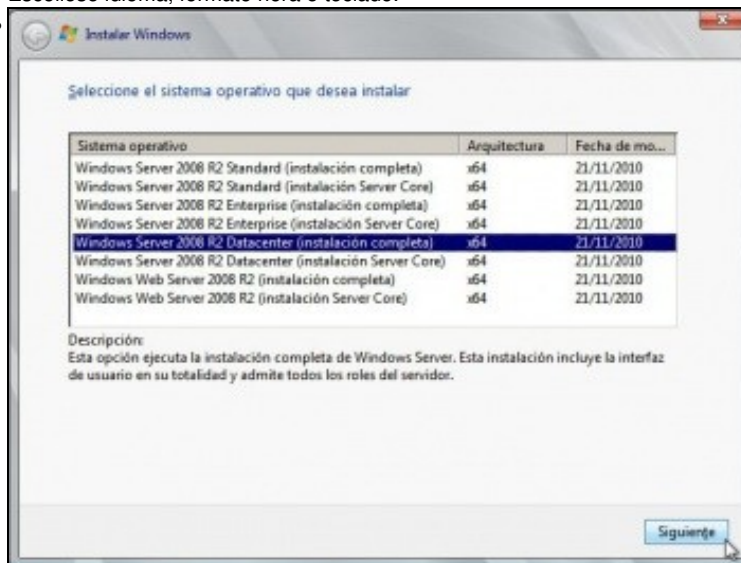 Instalar Windows
Seleccione el sistema operativo que desea instalar
Sistema operativo Arquitectura Fecha de mo...
Windows Server 2008 R2 Standard (instalación completa) x64 21/11/2010
Windows Server 2008 R2 Standard (instalación Server Core) x64 21/11/2010
Windows Server 2008 R2 Enterprise (instalación completa) x64 21/11/2010
Windows Server 2008 R2 Enterprise (instalación Server Core) x64 21/11/2010
Windows Server 2008 R2 Datacenter (instalación completa) x64 21/11/2010
Windows Server 2008 R2 Datacenter (instalación Server Core) x64 21/11/2010
Windows Web Server 2008 R2 (instalación completa) x64 21/11/2010
Windows Web Server 2008 R2 (instalación Server Core) x64 21/11/2010
Descripción:
Esta opción ejecuta la instalación completa de Windows Server. Esta instalación incluye la interfaz
de usuario en su totalidad y admite todos los roles del servidor.
Siguiente